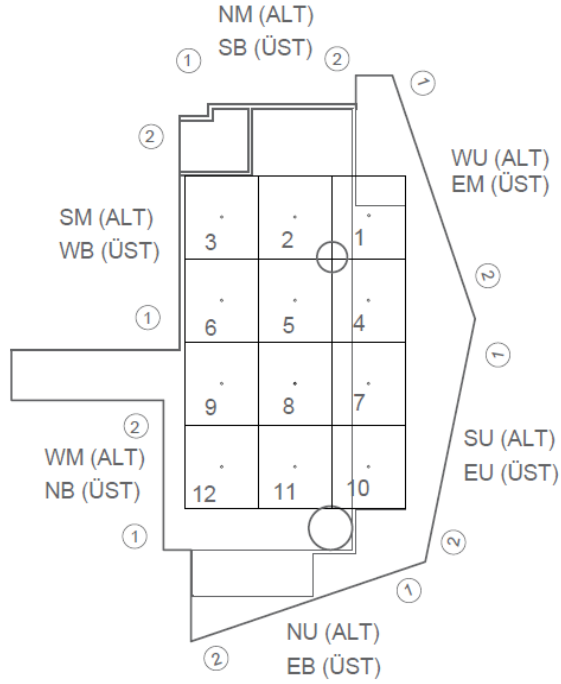 NM (ALT)
SB (ÜST)
1
2
1
2
WU (ALT)
EM (ÜST)
SM (ALT)
WB (ÜST)
3
2
1
2
1
6
5
4
1
9
8
7
2
WM (ALT)
NB (ÜST)
SU (ALT)
EU (ÜST)
12
11
10
1
2
1
NU (ALT)
EB (ÜST)
2